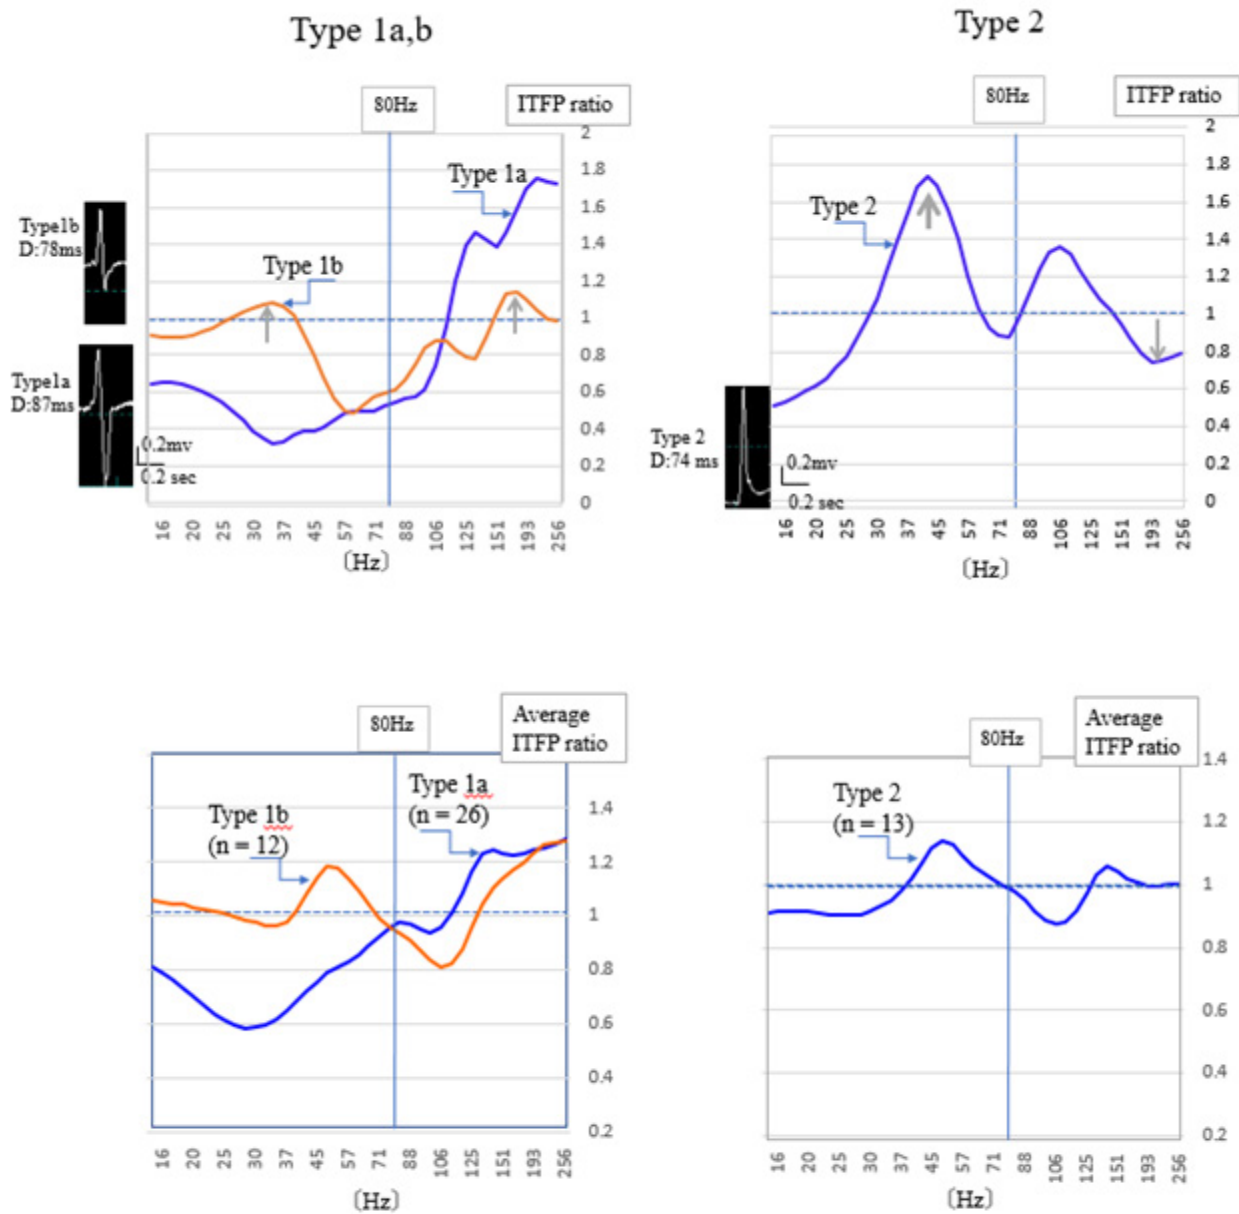 Type 1a,b
80Hz
ITFP ratio
2
1.8
1.6
1.4
1.2
1
0.8
0.6
0.4
0.2
0
Type 1a
Type 1b
Type1b
D:78ms
Type1a
D:87ms
0.2mv
0.2 sec
16 20 25 30 37 45 57 71 88 106 125 151 193 256
〔Hz〕
Type 2
80Hz
ITFP ratio
2
1.8
1.6
1.4
1.2
1
0.8
0.6
0.4
0.2
0
Type 2
Type 2
D:74 ms
0.2mv
0.2 sec
16 20 25 30 37 45 57 71 88 106 125 151 193 256
〔Hz〕
80Hz
Average
ITFP ratio
1.4
1.2
1
0.8
0.6
0.4
0.2
Type 1b
(n = 12)
Type 1a
(n = 26)
16 20 25 30 37 45 57 71 88 106 125 151 193 256
〔Hz〕
80Hz
Average
ITFP ratio
1.4
1.2
1
0.8
0.6
0.4
0.2
Type 2
(n = 13)
16 20 25 30 37 45 57 71 88 106 125 151 193 256
〔Hz〕